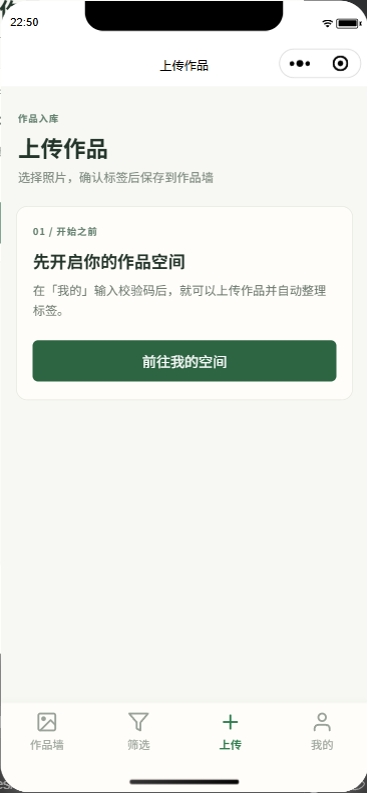 22:50
上传作品
作品入库
上传作品
选择照片，确认标签后保存到作品墙
01 / 开始之前
先开启你的作品空间
在「我的」输入校验码后，就可以上传作品并自动整理
标签。
前往我的空间
作品墙
筛选
上传
我的